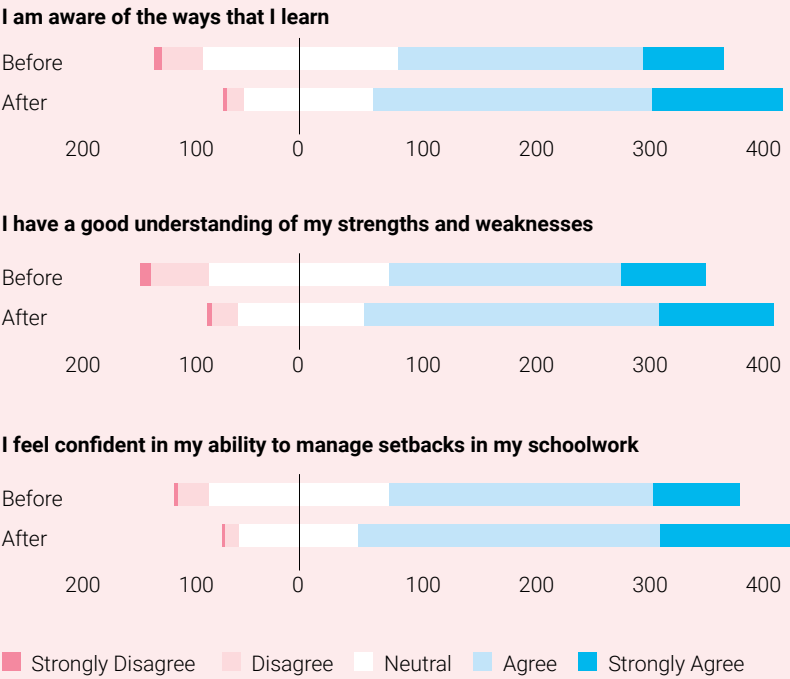 I am aware of the ways that I learn
Before
After
200 100 0 100 200 300 400
I have a good understanding of my strengths and weaknesses
Before
After
200 100 0 100 200 300 400
I feel confident in my ability to manage setbacks in my schoolwork
Before
After
200 100 0 100 200 300 400
Strongly Disagree Disagree Neutral Agree Strongly Agree